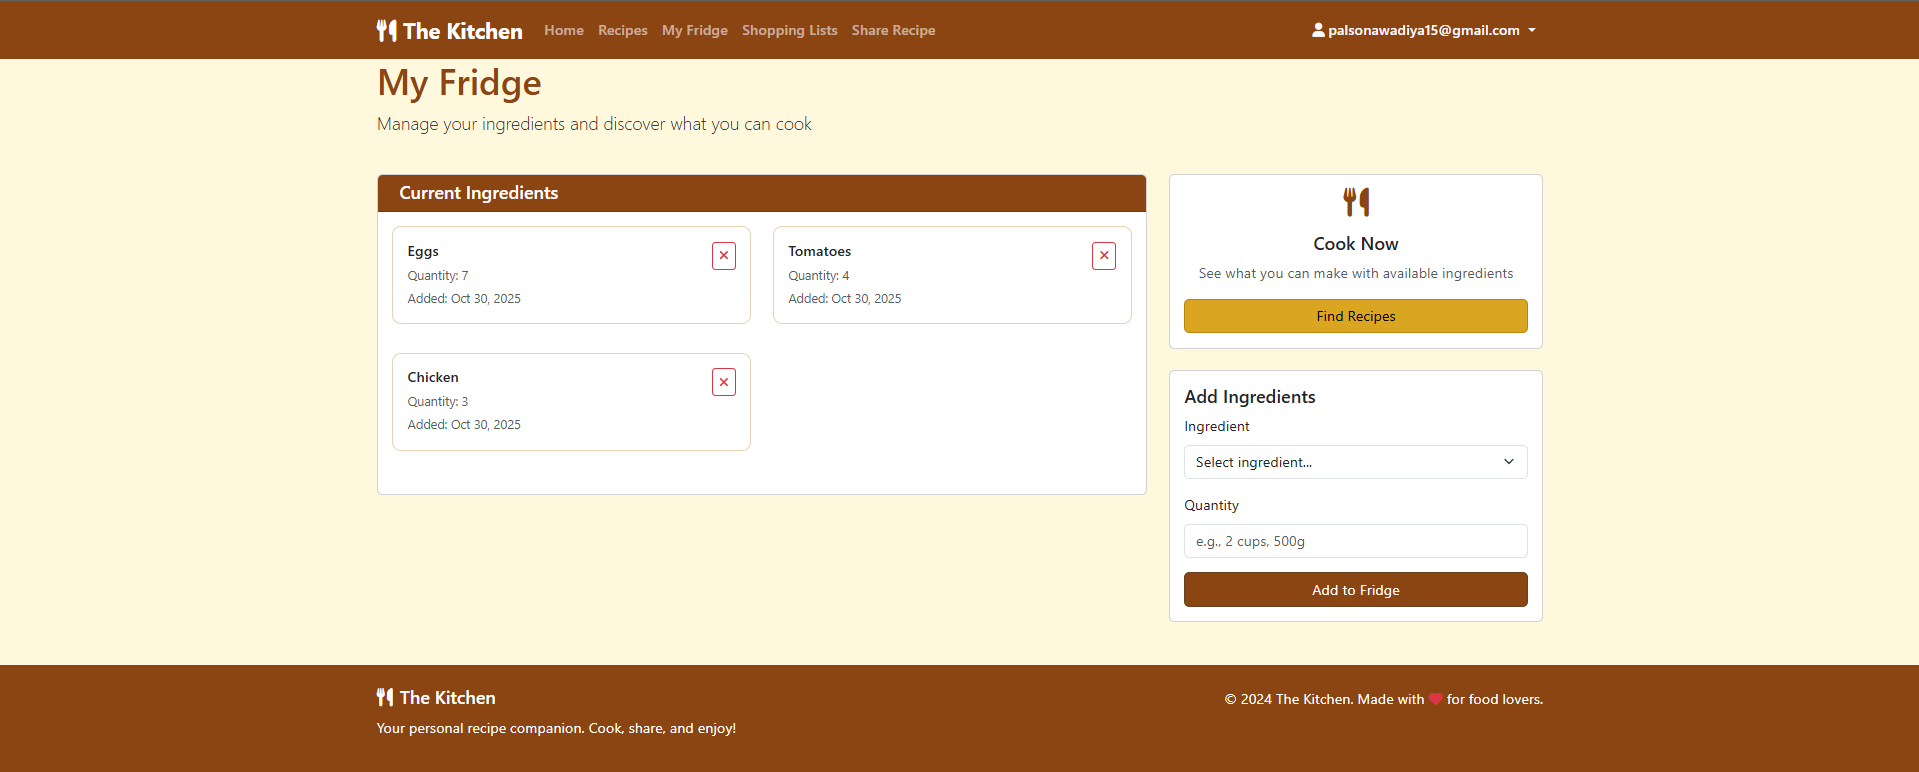 The Kitchen Home Recipes My Fridge Shopping Lists Share Recipe palsonawadiya15@gmail.com
My Fridge
Manage your ingredients and discover what you can cook
Current Ingredients
Eggs
Quantity: 7
Added: Oct 30, 2025
Tomatoes
Quantity: 4
Added: Oct 30, 2025
Chicken
Quantity: 3
Added: Oct 30, 2025
Cook Now
See what you can make with available ingredients
Find Recipes
Add Ingredients
Ingredient
Select ingredient...
Quantity
e.g., 2 cups, 500g
Add to Fridge
The Kitchen
Your personal recipe companion. Cook, share, and enjoy!
© 2024 The Kitchen. Made with ❤ for food lovers.